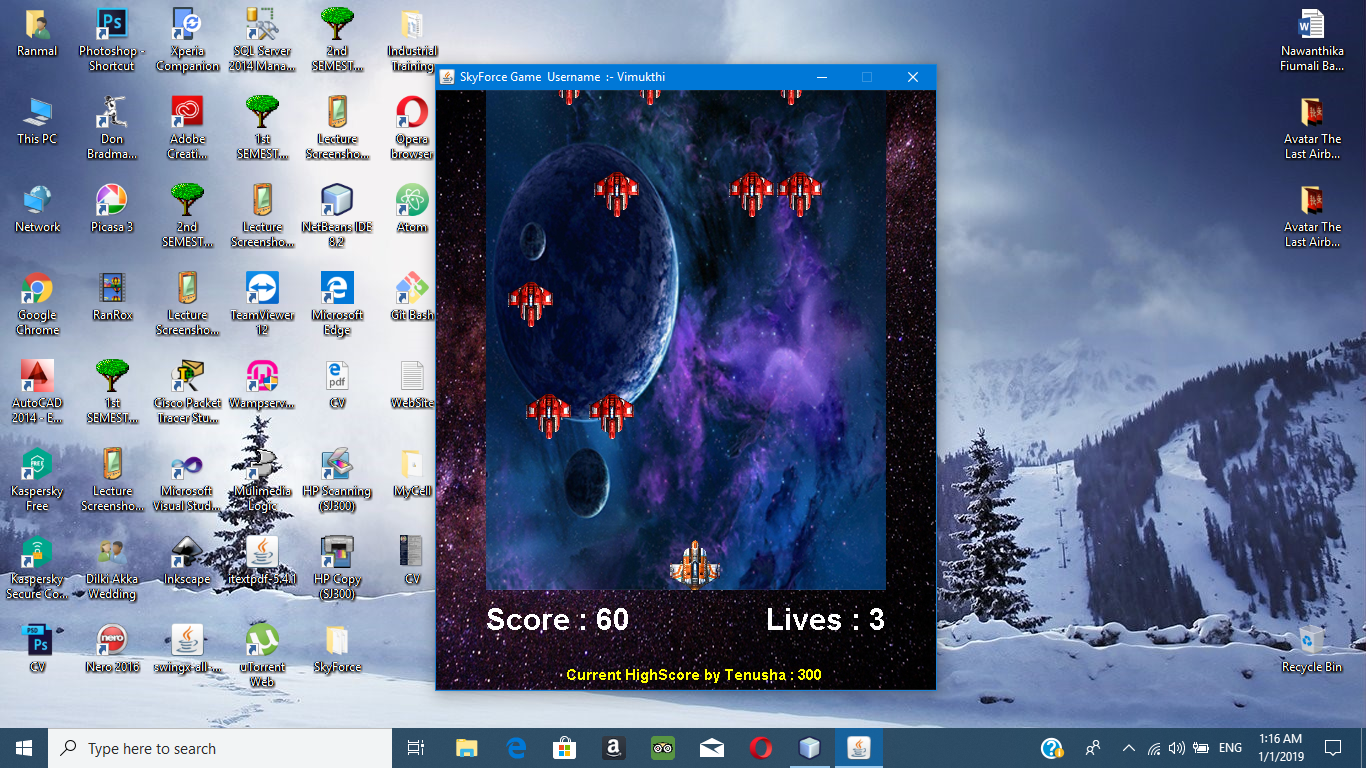 Ranmal
Photoshop - Shortcut
Xperia Companion
SQL Server 2014 Mana...
2nd SEMEST...
Industrial Training
This PC
Don Bradma...
Adobe Creati...
1st SEMEST...
Lecture Screensho...
Opera browser
Network
Picasa 3
2nd SEMEST...
Lecture Screensho...
NetBeans IDE 8.2
Atom
Google Chrome
RanRox
Lecture Screensho...
TeamViewer 12
Microsoft Edge
Git Bash
AutoCAD 2014 - E...
1st SEMEST...
Cisco Packet Tracer Stu...
Wampserv...
pdf
CV
WebSite
Kaspersky Free
Lecture Screensho...
Microsoft Visual Stud...
Mulimedia Logic
HP Scanning (SJ300)
MyCell
Kaspersky Secure Co...
Dilki Akka Wedding
Inkscape
itextpdf-5.4.1
HP Copy (SJ300)
CV
PSD
Ps
CV
nero
Nero 2016
swingx-all-...
uTorrent Web
SkyForce
SkyForce Game Username :- Vimukthi
Score : 60
Lives : 3
Current HighScore by Tenusha : 300
Nawanthika Fiumali Ba...
Avatar The Last Airb...
Avatar The Last Airb...
Recycle Bin
Type here to search
ENG
1:16 AM
1/1/2019